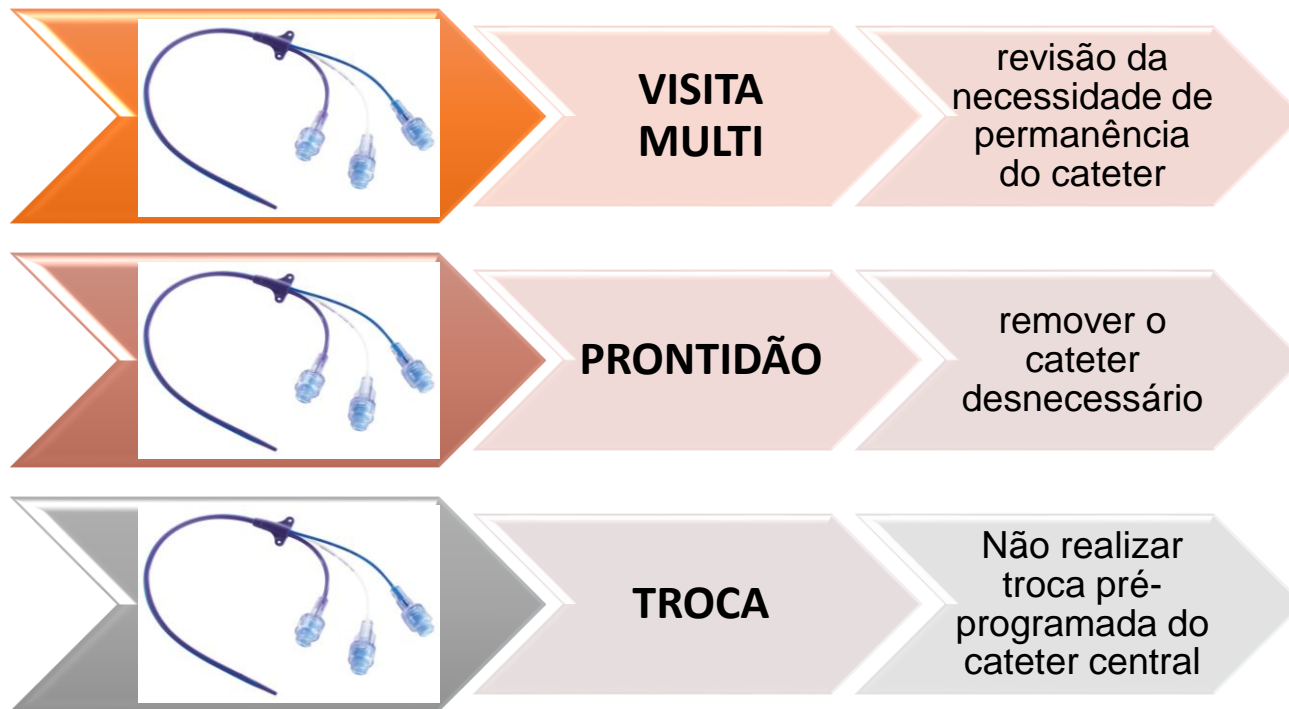 VISITA
MULTI
revisão da
necessidade de
permanência
do cateter
PRONTIDÃO
remover o
cateter
desnecessário
TROCA
Não realizar
troca pré-
programada do
cateter central